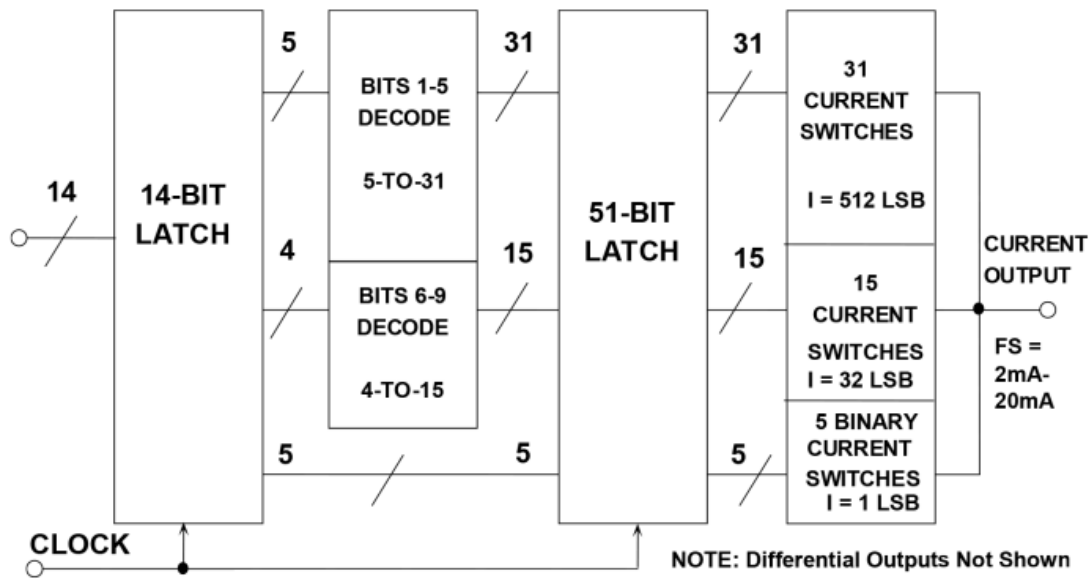 14
14-BIT
LATCH
5
4
5
BITS 1-5
DECODE
5-TO-31
BITS 6-9
DECODE
4-TO-15
31
15
5
51-BIT
LATCH
31
15
5
31
CURRENT
SWITCHES
I = 512 LSB
15
CURRENT
SWITCHES
I = 32 LSB
5 BINARY
CURRENT
SWITCHES
I = 1 LSB
CURRENT
OUTPUT
FS =
2mA-
20mA
CLOCK
NOTE: Differential Outputs Not Shown